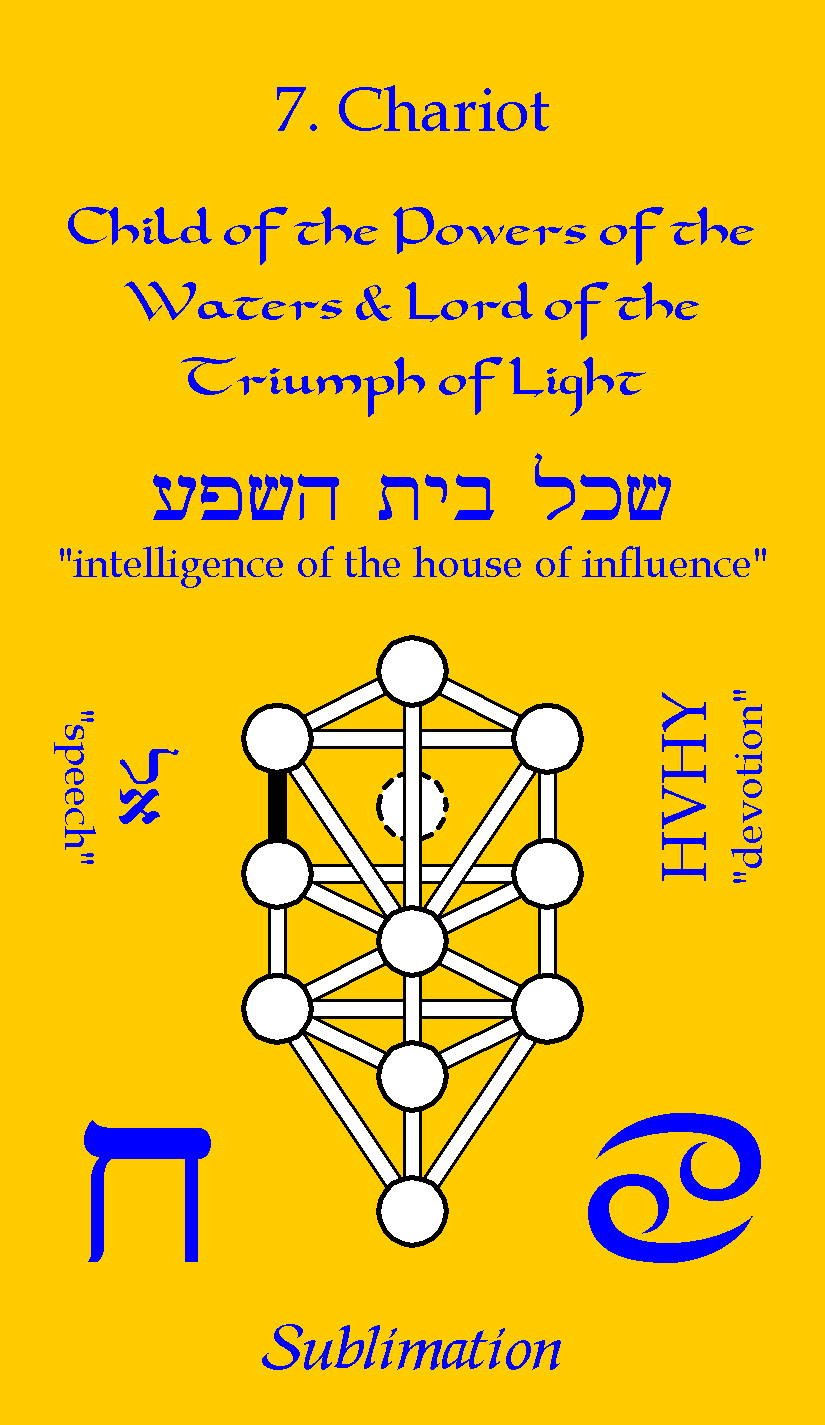 7. Chariot
Child of the Powers of the
Waters & Lord of the
Triumph of Light
שכל בית השפע
"intelligence of the house of influence"
אל
"speech"
HVHY
"devotion"
ח
♋
Sublimation